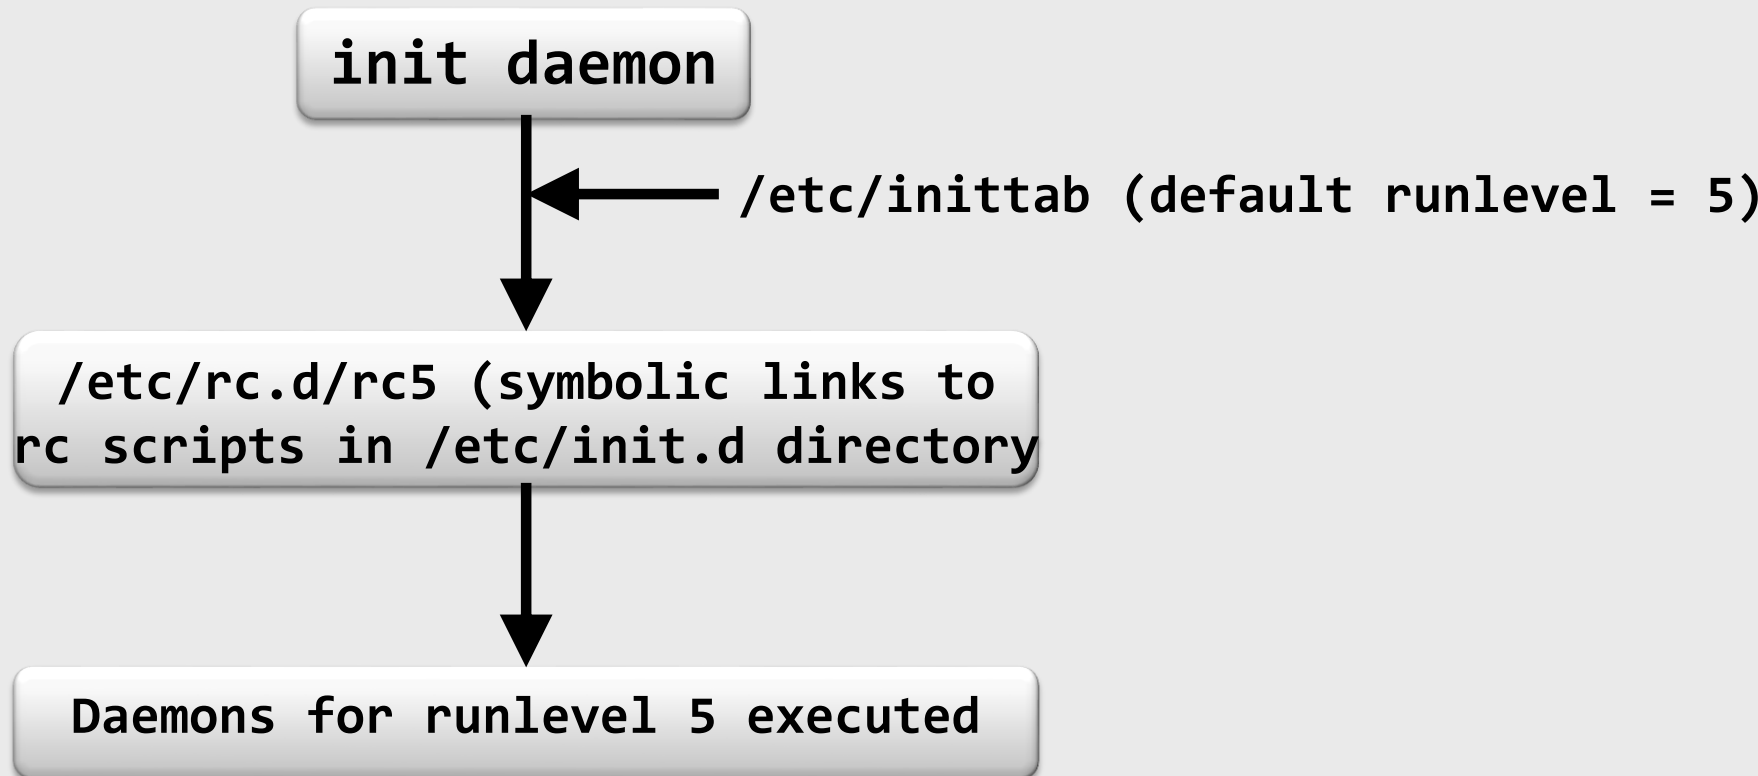 init daemon
/etc/inittab (default runlevel = 5)
/etc/rc.d/rc5 (symbolic links to
rc scripts in /etc/init.d directory
Daemons for runlevel 5 executed